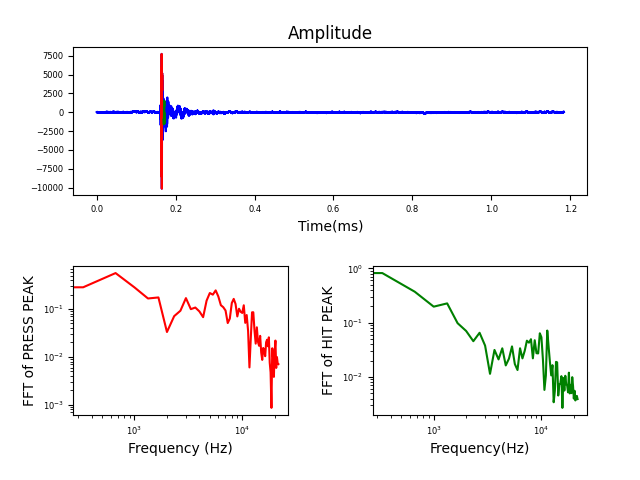 Amplitude
7500
5000
2500
0
−2500
−5000
−7500
−10000
0.0 0.2 0.4 0.6 0.8 1.0 1.2
Time(ms)
FFT of PRESS PEAK
10⁻¹
10⁻²
10⁻³
10³ 10⁴
Frequency (Hz)
FFT of HIT PEAK
10⁰
10⁻¹
10⁻²
10³ 10⁴
Frequency(Hz)